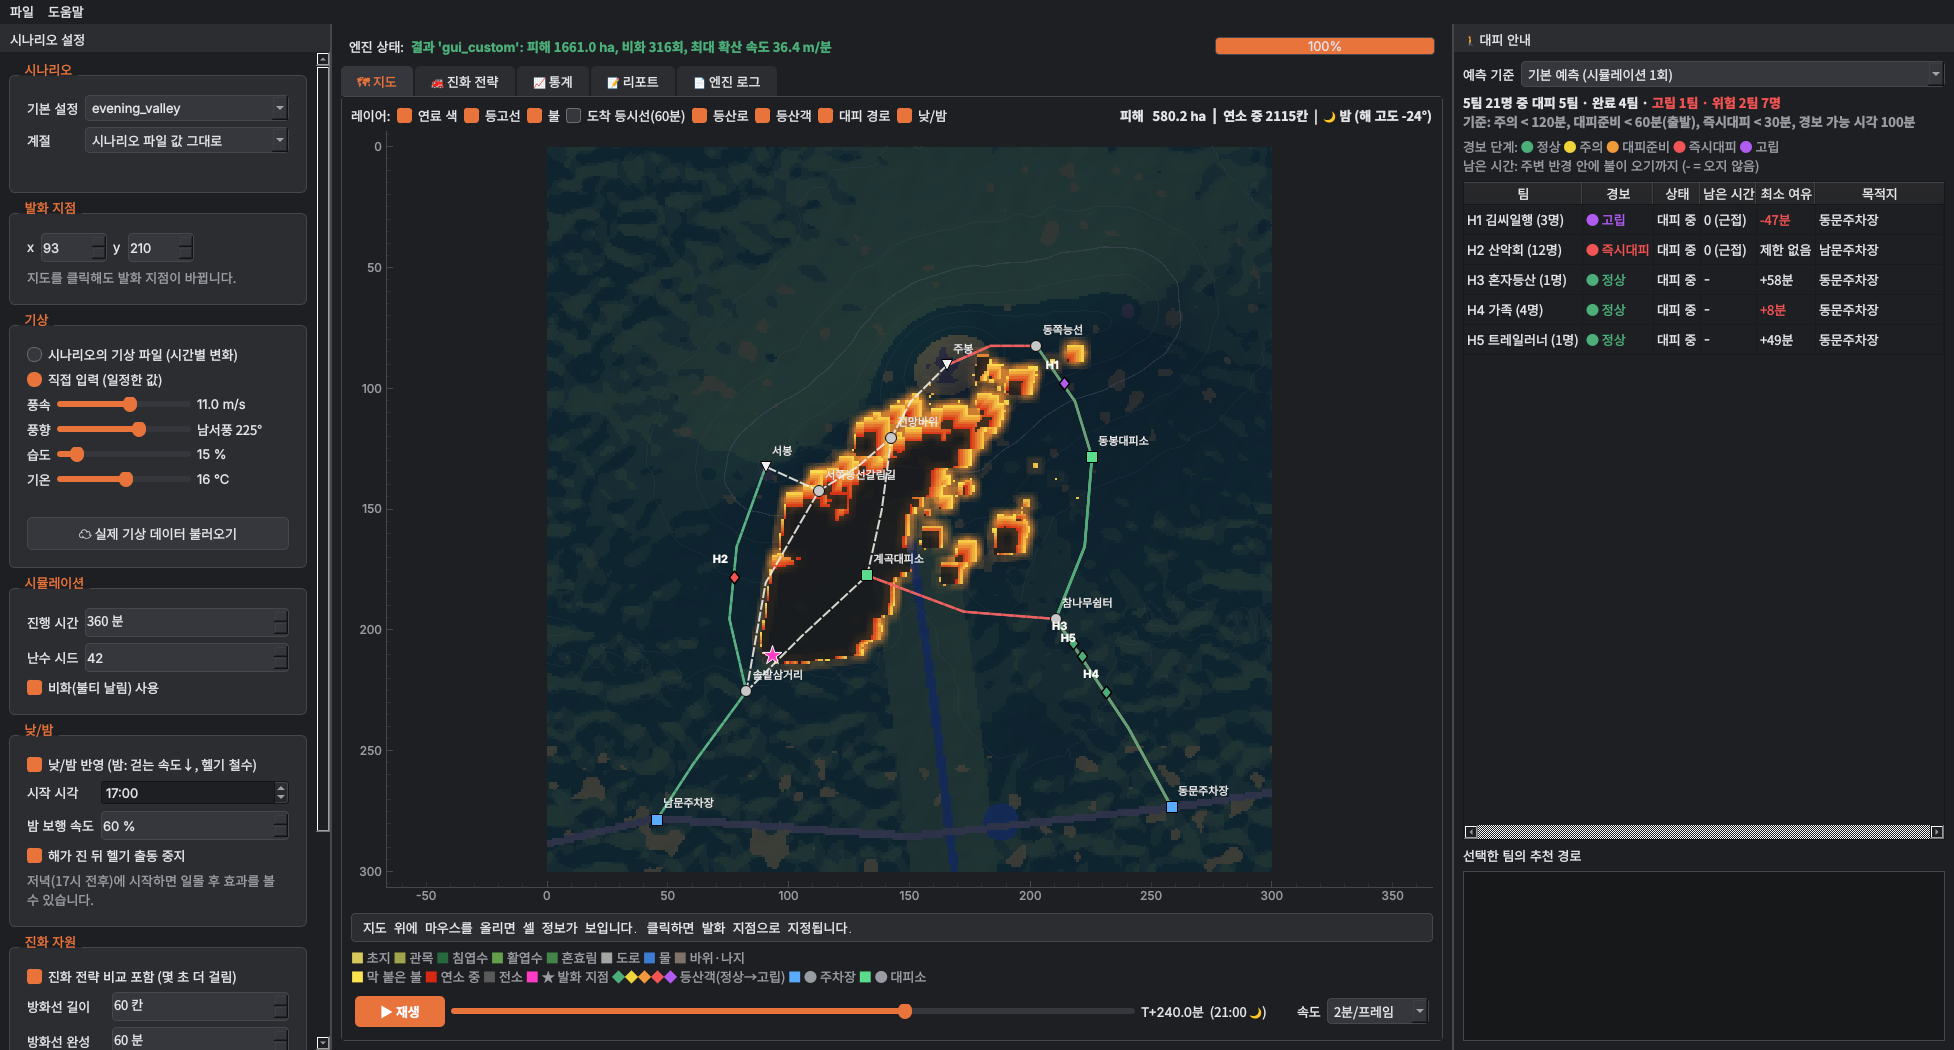 파일 도움말
시나리오 설정
시나리오
기본 설정 evening_valley
계절 시나리오 파일 값 그대로
발화 지점
x 93 y 210
지도를 클릭해도 발화 지점이 바뀝니다.
기상
시나리오의 기상 파일 (시간별 변화)
직접 입력 (일정한 값)
풍속 11.0 m/s
풍향 남서풍 225°
습도 15 %
기온 16 °C
실제 기상 데이터 불러오기
시뮬레이션
진행 시간 360 분
난수 시드 42
비화(불티 날림) 사용
낮/밤
낮/밤 반영 (밤: 걷는 속도↓, 헬기 철수)
시작 시각 17:00
밤 보행 속도 60 %
해가 진 뒤 헬기 출동 중지
저녁(17시 전후)에 시작하면 일몰 후 효과를 볼
수 있습니다.
진화 자원
진화 전략 비교 포함 (몇 초 더 걸림)
방화선 길이 60 칸
방화선 완성 60 분
엔진 상태: 결과 'gui_custom': 피해 1661.0 ha, 비화 316회, 최대 확산 속도 36.4 m/분
100%
지도 진화 전략 통계 리포트 엔진 로그
레이어: 연료 색 등고선 불 도착 등시선(60분) 등산로 등산객 대피 경로 낮/밤
피해 580.2 ha | 연소 중 2115칸 | 밤 (해 고도 -24°)
0
50
100
150
200
250
300
-50 0 50 100 150 200 250 300 350
동쪽능선
주봉
H1
전망바위
동봉대피소
서봉
서쪽능선갈림길
H2
계곡대피소
참나무쉼터
H3
H5
H4
솔밭삼거리
남문주차장
동문주차장
지도 위에 마우스를 올리면 셀 정보가 보입니다. 클릭하면 발화 지점으로 지정됩니다.
초지 관목 침엽수 활엽수 혼효림 도로 물 바위·나지
막 붙은 불 연소 중 전소 ★ 발화 지점 등산객(정상→고립) 주차장 대피소
▶ 재생
T+240.0분 (21:00) 속도 2분/프레임
대피 안내
예측 기준 기본 예측 (시뮬레이션 1회)
5팀 21명 중 대피 5팀 · 완료 4팀 · 고립 1팀 · 위험 2팀 7명
기준: 주의 < 120분, 대피준비 < 60분(출발), 즉시대피 < 30분, 경보 가능 시각 100분
경보 단계: 정상 주의 대피준비 즉시대피 고립
남은 시간: 주변 반경 안에 불이 오기까지 (- = 오지 않음)
팀 경보 상태 남은 시간 최소 여유 목적지
H1 김씨일행 (3명) 고립 대피 중 0 (근접) -47분 동문주차장
H2 산악회 (12명) 즉시대피 대피 중 0 (근접) 제한 없음 남문주차장
H3 혼자등산 (1명) 정상 대피 중 - +58분 동문주차장
H4 가족 (4명) 정상 대피 중 - +8분 동문주차장
H5 트레일러너 (1명) 정상 대피 중 - +49분 동문주차장
선택한 팀의 추천 경로